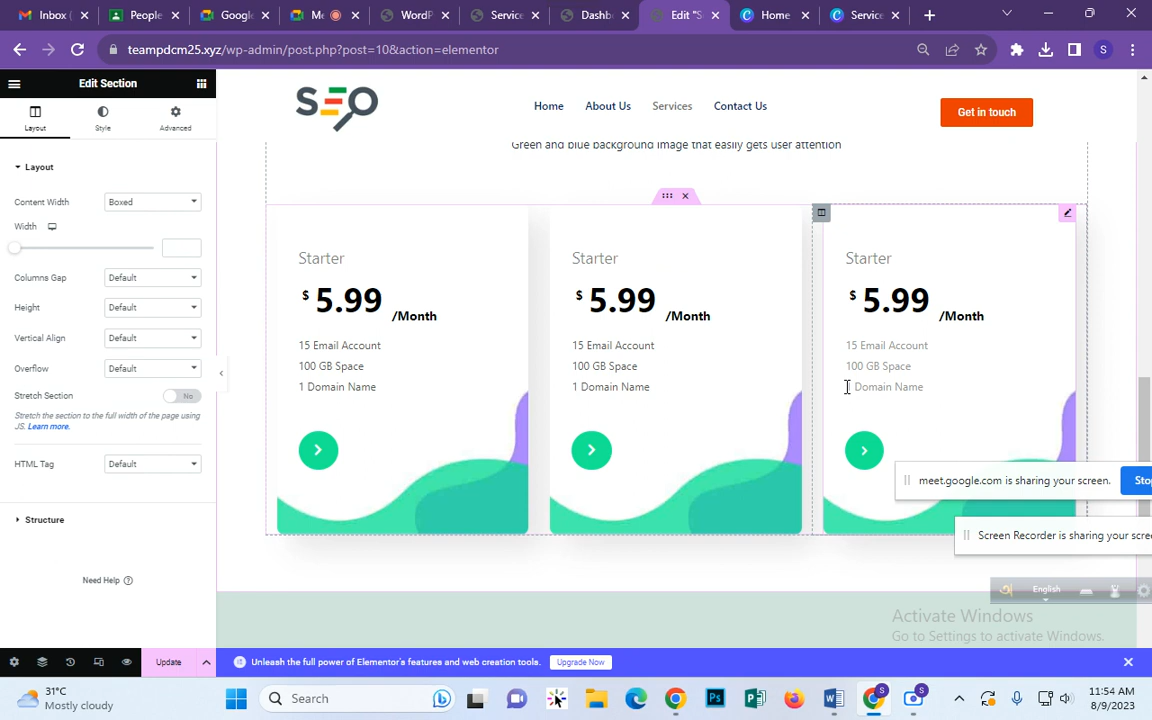 Inbox (
People
Google
Me
WordP
Service
Dashb
Edit "S
Home
Service
teampdcm25.xyz/wp-admin/post.php?post=10&action=elementor
S
Edit Section
Layout
Style
Advanced
SEO
Home
About Us
Services
Contact Us
Get in touch
Green and blue background image that easily gets user attention
Layout
Content Width
Boxed
Width
Columns Gap
Default
Height
Default
Vertical Align
Default
Overflow
Default
Stretch Section
No
Stretch the section to the full width of the page using
JS. Learn more.
HTML Tag
Default
Structure
Need Help
Update
Starter
$ 5.99 /Month
15 Email Account
100 GB Space
1 Domain Name
Starter
$ 5.99 /Month
15 Email Account
100 GB Space
1 Domain Name
Starter
$ 5.99 /Month
15 Email Account
100 GB Space
Domain Name
meet.google.com is sharing your screen.
Sto
Screen Recorder is sharing your scre
English
Activate Windows
Go to Settings to activate Windows.
Unleash the full power of Elementor's features and web creation tools.
Upgrade Now
31°C
Mostly cloudy
Search
11:54 AM
8/9/2023